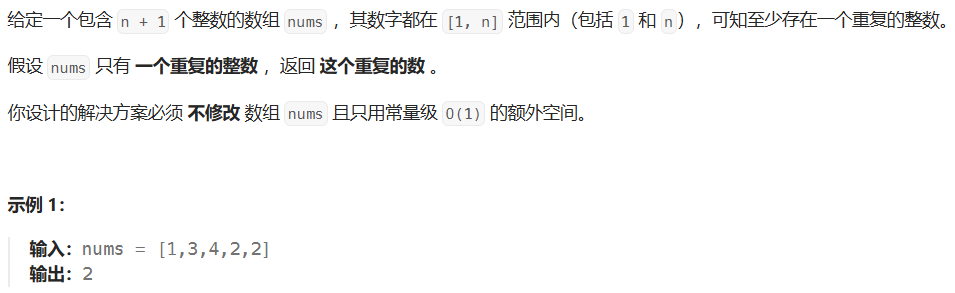 给定一个包含 n + 1 个整数的数组 nums ，其数字都在 [1, n] 范围内（包括 1 和 n），可知至少存在一个重复的整数。
假设 nums 只有 一个重复的整数 ，返回 这个重复的数 。
你设计的解决方案必须 不修改 数组 nums 且只用常量级 O(1) 的额外空间。
示例 1：
输入：nums = [1,3,4,2,2]
输出：2